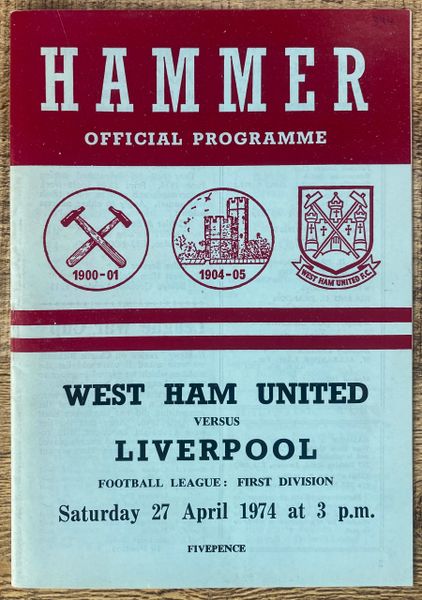 HAMMER
OFFICIAL PROGRAMME
1900-01
1904-05
WEST HAM UNITED F.C.
WEST HAM UNITED
VERSUS
LIVERPOOL
FOOTBALL LEAGUE: FIRST DIVISION
Saturday 27 April 1974 at 3 p.m.
FIVEPENCE